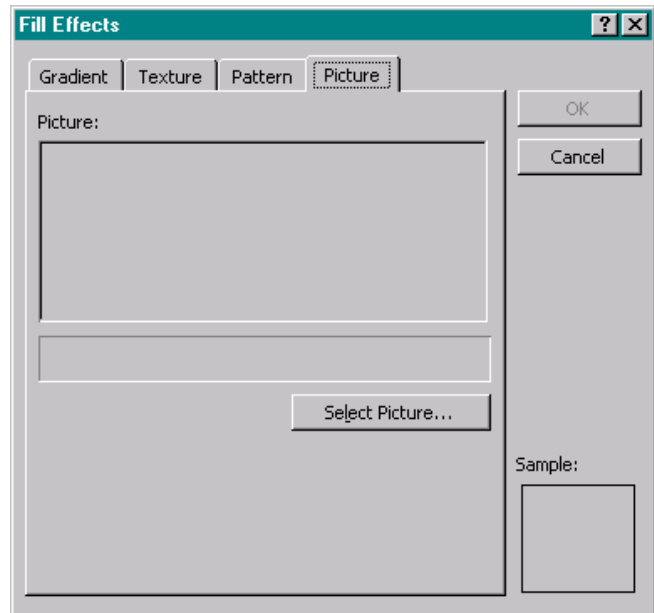 Fill Effects
Gradient Texture Pattern Picture
OK
Picture:
Cancel
Select Picture...
Sample: